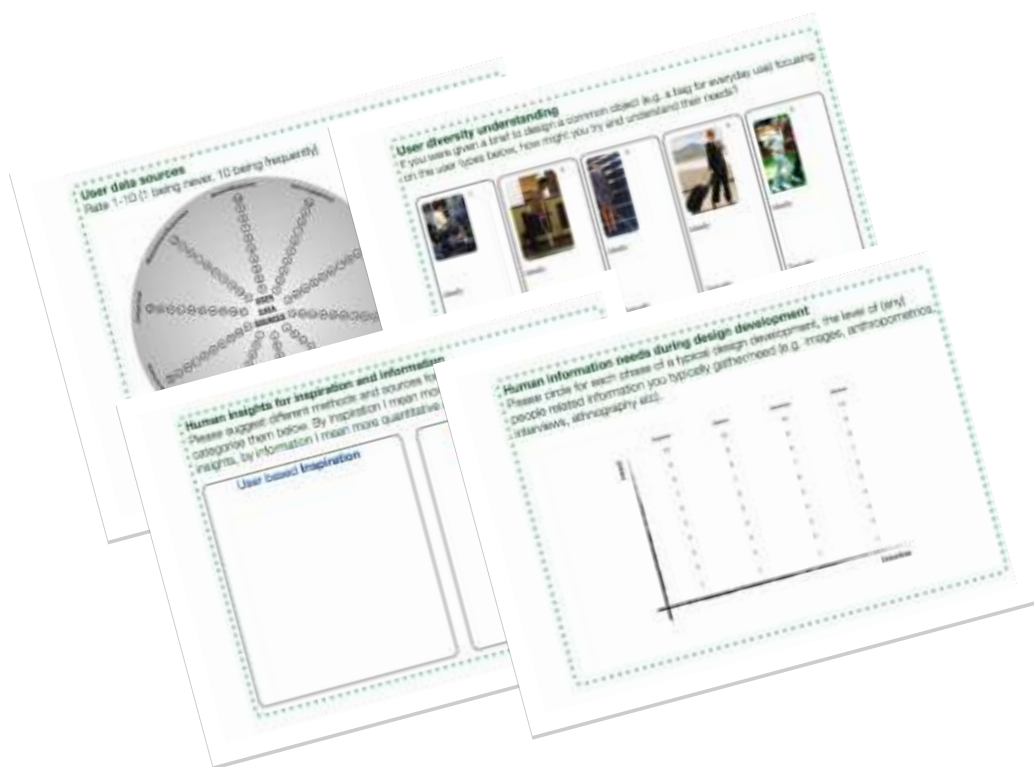 User data sources
Rate 1-10 (1 being never, 10 being frequently)
USER
DATA
SOURCES
User diversity understanding
If you were given a brief to design a common object (e.g. a bag for everyday use) focusing
on the user types below, how might you try and understand their needs?
Human insights for inspiration and information
Please suggest different methods and sources for
categorise them below. By inspiration I mean mo
insights, by information I mean more quantitative
User based Inspiration
Human information needs during design development
Please circle for each phase of a typical design development, the level of (any)
people related information you typically gather/need (e.g. images, anthropometrics,
interviews, ethnography etc).